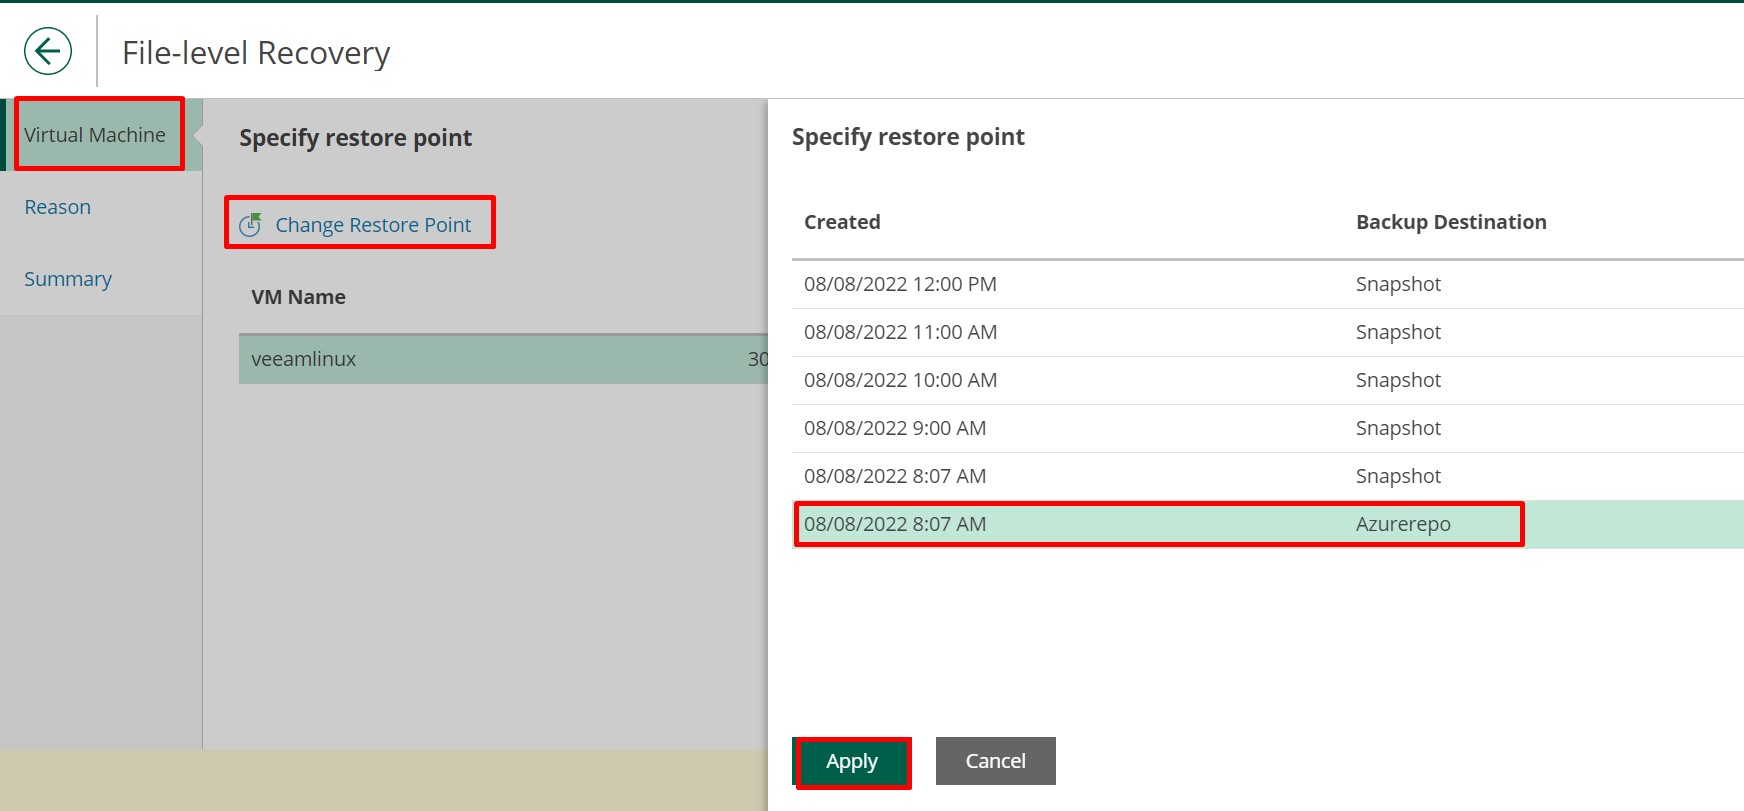 File-level Recovery
Virtual Machine
Reason
Summary
Specify restore point
Change Restore Point
VM Name
veeamlinux 30
Specify restore point
Created Backup Destination
08/08/2022 12:00 PM Snapshot
08/08/2022 11:00 AM Snapshot
08/08/2022 10:00 AM Snapshot
08/08/2022 9:00 AM Snapshot
08/08/2022 8:07 AM Snapshot
08/08/2022 8:07 AM Azurerepo
Apply Cancel